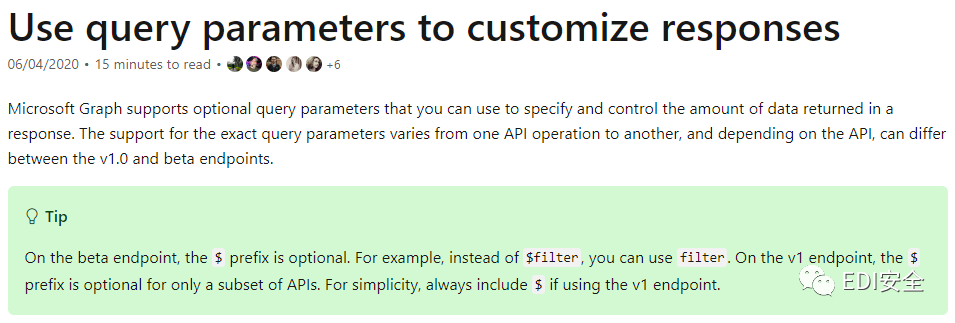 Use query parameters to customize responses
06/04/2020 • 15 minutes to read • +6
Microsoft Graph supports optional query parameters that you can use to specify and control the amount of data returned in a
response. The support for the exact query parameters varies from one API operation to another, and depending on the API, can differ
between the v1.0 and beta endpoints.
Tip
On the beta endpoint, the $ prefix is optional. For example, instead of $filter, you can use filter. On the v1 endpoint, the $
prefix is optional for only a subset of APIs. For simplicity, always include $ if using the v1 endpoint.
EDI安全